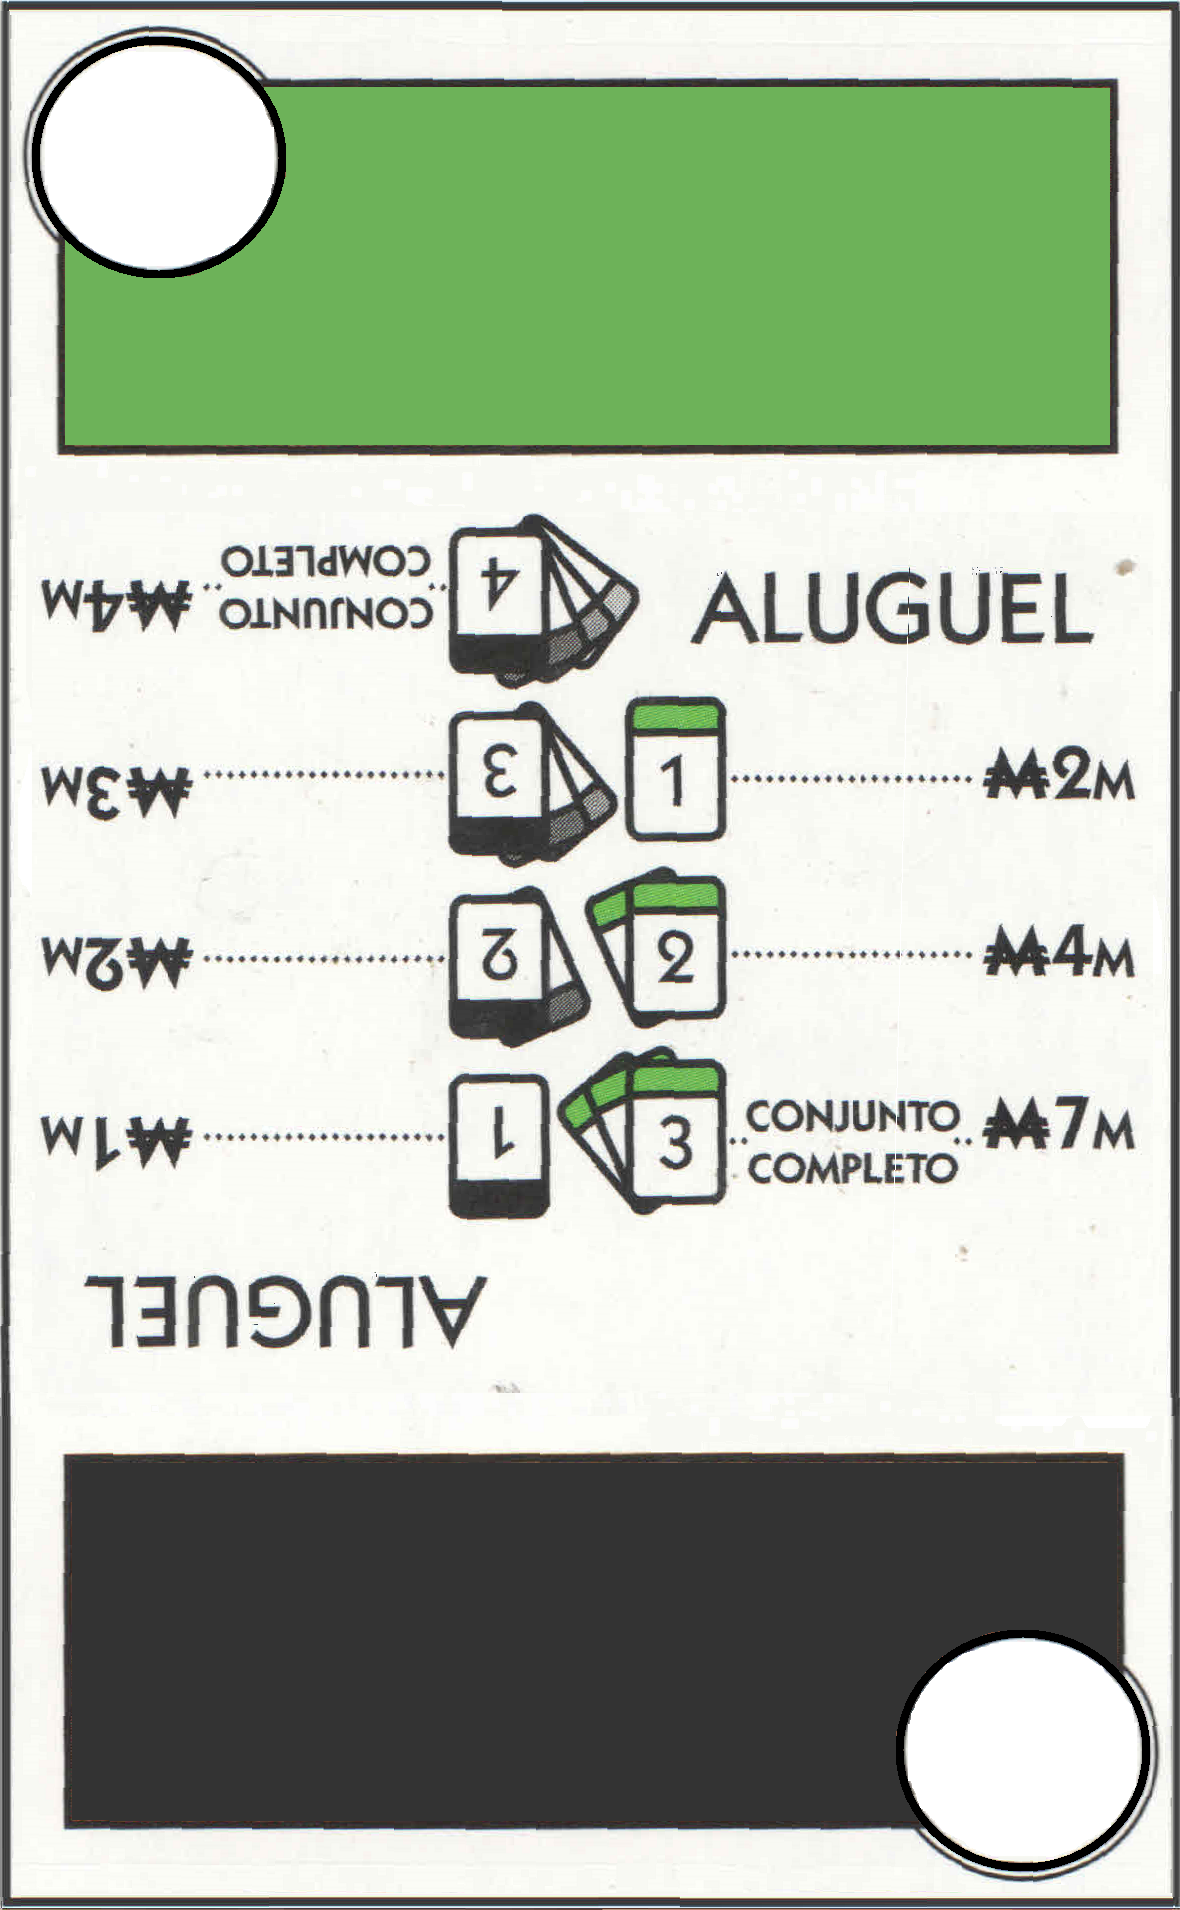 ALUGUEL
1 ₩2M
2 ₩4M
3 CONJUNTO COMPLETO ₩7M
ALUGUEL
1 ₩1M
2 ₩2M
3 ₩3M
4 CONJUNTO COMPLETO ₩4M